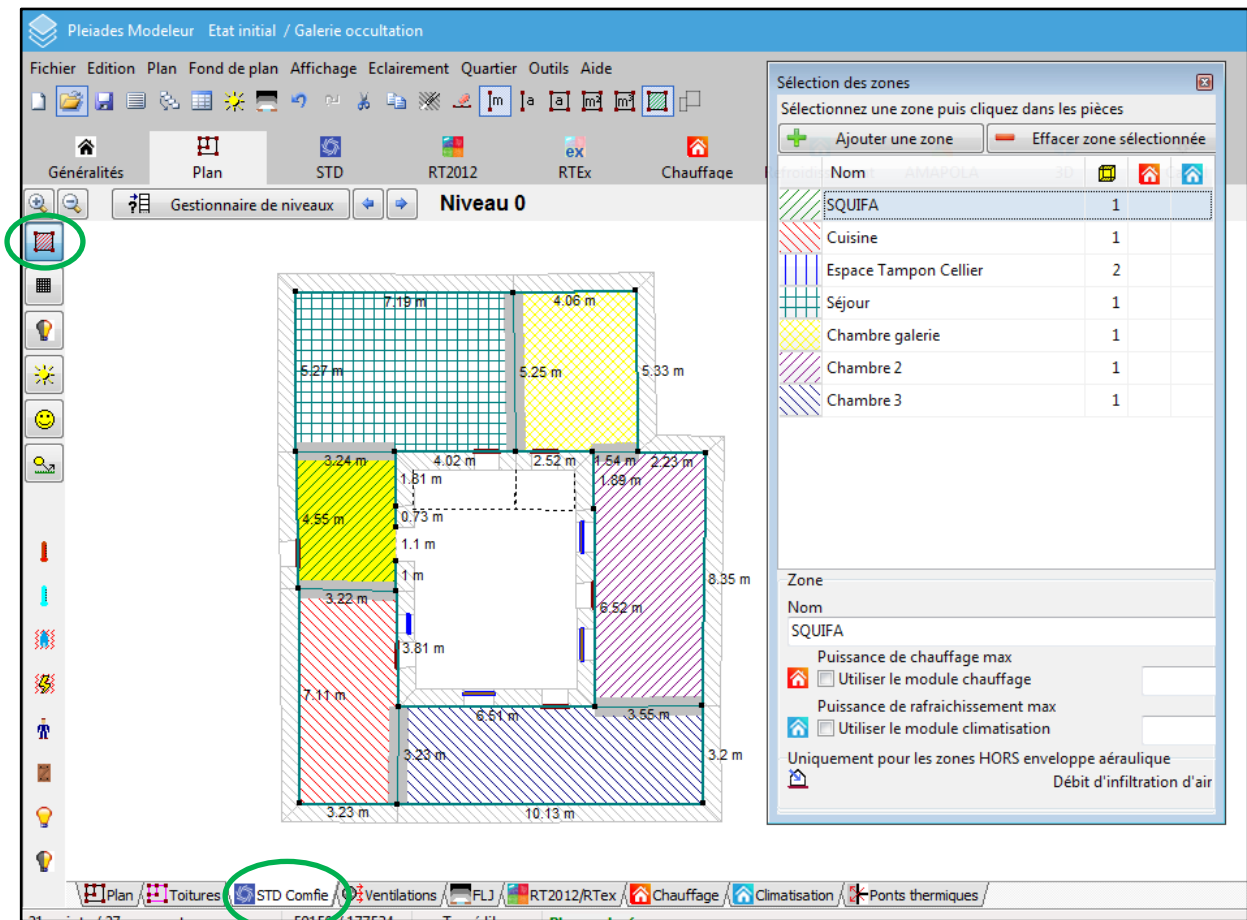 Pleiades Modeleur Etat initial / Galerie occultation
Fichier Edition Plan Fond de plan Affichage Eclairement Quartier Outils Aide
Généralités Plan STD RT2012 RTEx Chauffage
Gestionnaire de niveaux Niveau 0
Sélection des zones
Sélectionnez une zone puis cliquez dans les pièces
Ajouter une zone Effacer zone sélectionnée
Nom
SQUIFA 1
Cuisine 1
Espace Tampon Cellier 2
Séjour 1
Chambre galerie 1
Chambre 2 1
Chambre 3 1
Zone
Nom
SQUIFA
Puissance de chauffage max
Utiliser le module chauffage
Puissance de rafraichissement max
Utiliser le module climatisation
Uniquement pour les zones HORS enveloppe aéraulique
Débit d'infiltration d'air
7.19 m 4.06 m
5.27 m 5.25 m 5.33 m
3.24 m 4.02 m 2.52 m 1.54 m 2.23 m
1.81 m 1.89 m
4.55 m 0.73 m
1.1 m
1 m 8.35 m
3.22 m 6.52 m
3.81 m
7.11 m
6.51 m 3.55 m
3.23 m 3.2 m
3.23 m 10.13 m
Plan Toitures STD Comfie Ventilations FLJ RT2012/RTex Chauffage Climatisation Ponts thermiques